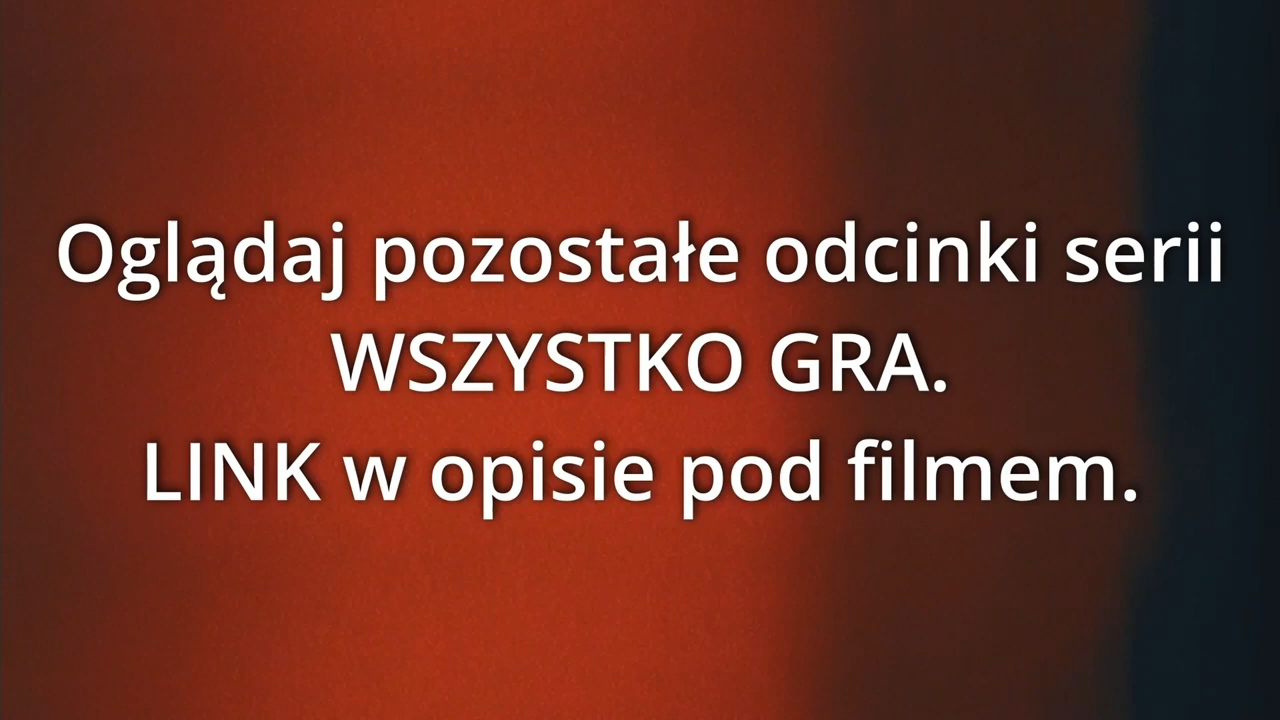 Oglądaj pozostałe odcinki serii
WSZYSTKO GRA.
LINK w opisie pod filmem.